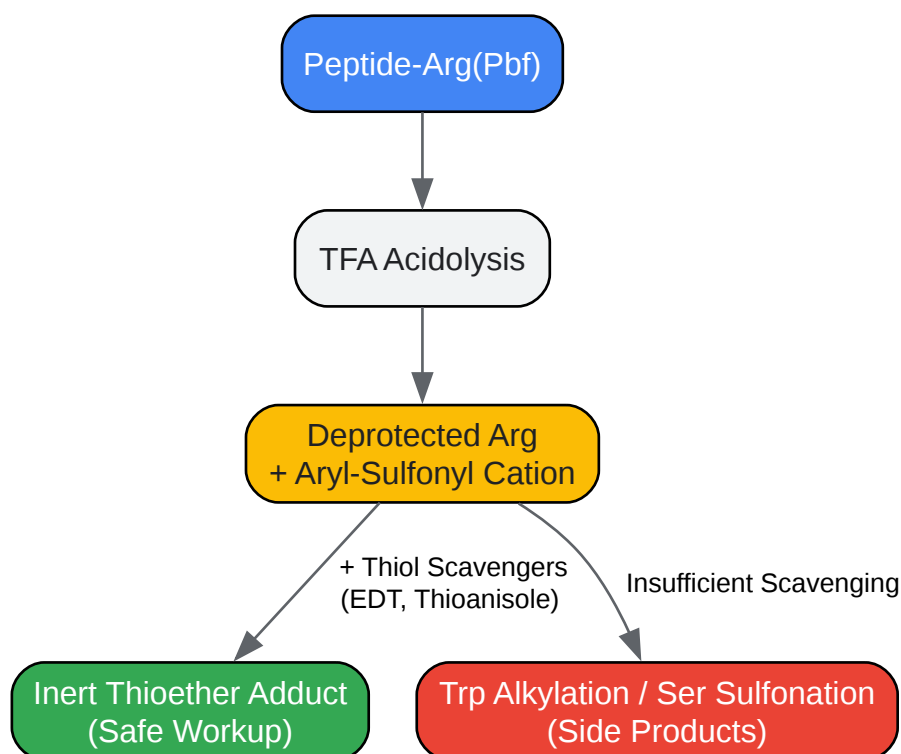 Peptide-Arg(Pbf)
TFA Acidolysis
Deprotected Arg
+ Aryl-Sulfonyl Cation
+ Thiol Scavengers
(EDT, Thioanisole)
Insufficient Scavenging
Inert Thioether Adduct
(Safe Workup)
Trp Alkylation / Ser Sulfonation
(Side Products)